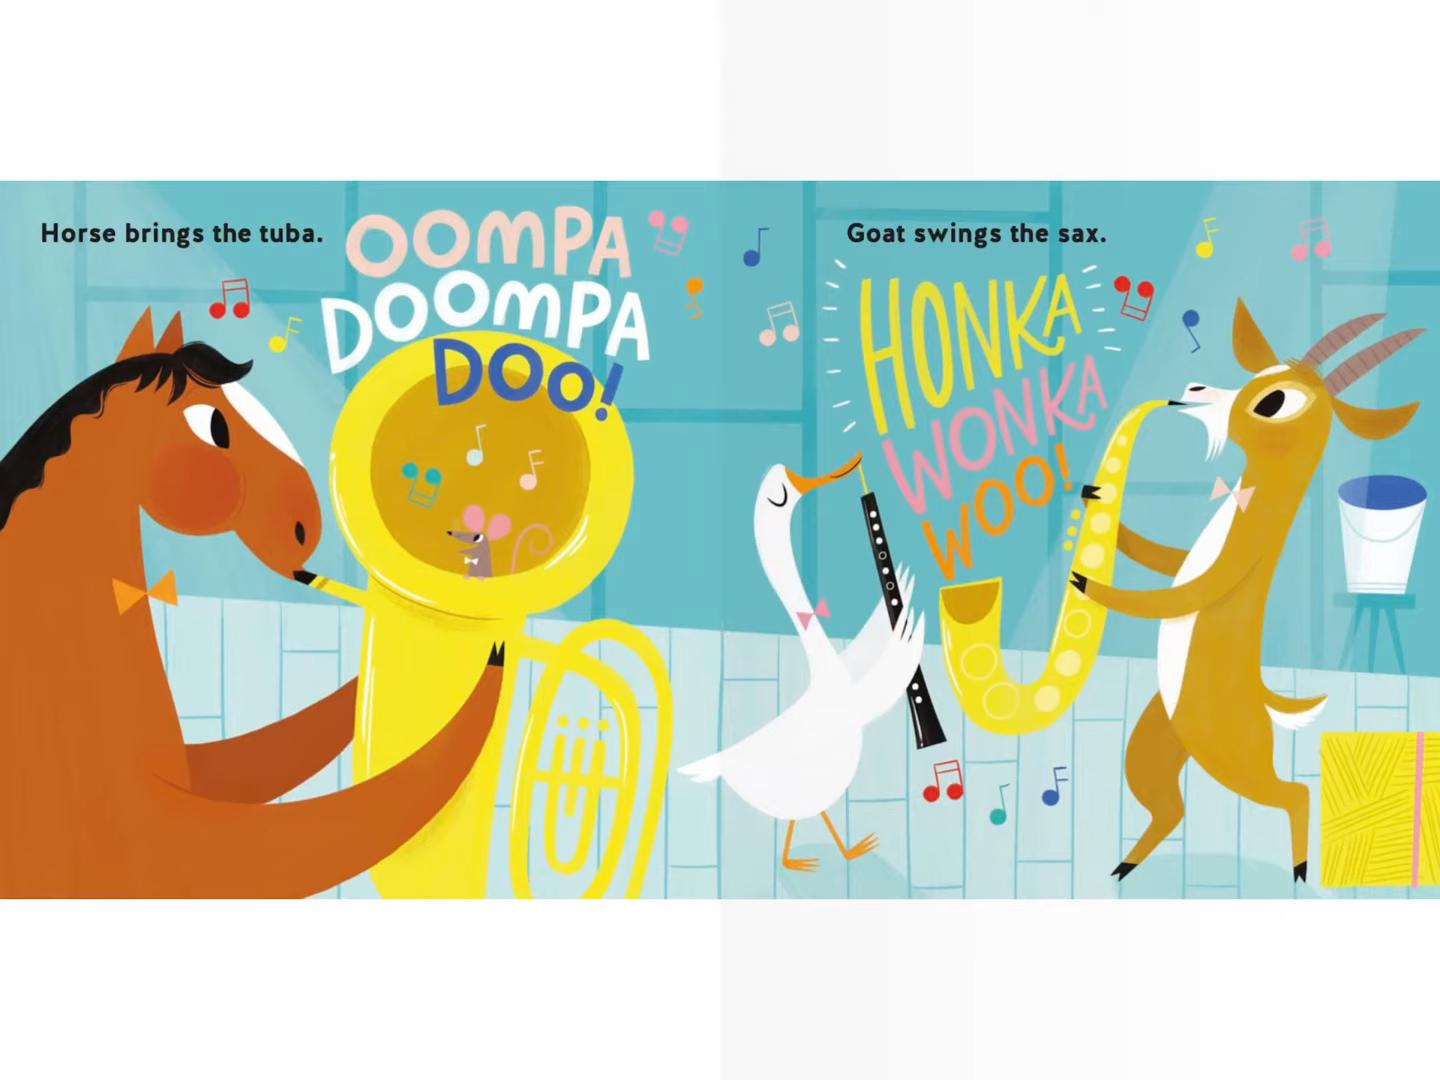 Horse brings the tuba.
OOMPA
DOOMPA
DOO!
Goat swings the sax.
HONKA
WONKA
WOO!